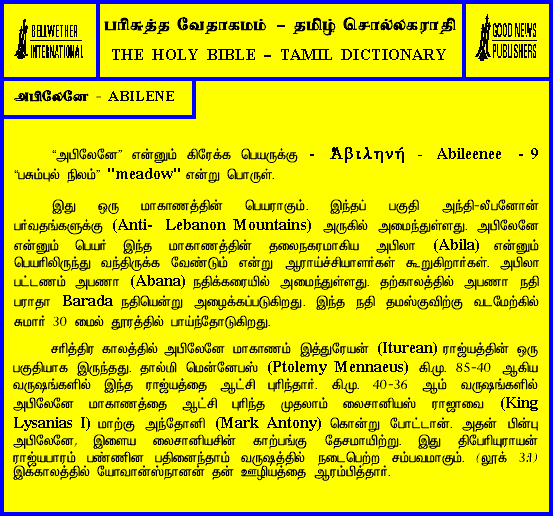 BELLWETHER
INTERNATIONAL
பரிசுத்த வேதாகமம் – தமிழ் சொல்லகராதி
THE HOLY BIBLE – TAMIL DICTIONARY
GOOD NEWS
PUBLISHERS
அபிலேனே - ABILENE
“அபிலேனே” என்னும் கிரேக்க பெயருக்கு - Ἀβιληνή - Abileenee - 9
“பசும்புல் நிலம்” "meadow" என்று பொருள்.
இது ஒரு மாகாணத்தின் பெயராகும். இந்தப் பகுதி அந்தி-லீபனோன்
பர்வதங்களுக்கு (Anti- Lebanon Mountains) அருகில் அமைந்துள்ளது. அபிலேனே
என்னும் பெயர் இந்த மாகாணத்தின் தலைநகரமாகிய அபிலா (Abila) என்னும்
பெயரிலிருந்து வந்திருக்க வேண்டும் என்று ஆராய்ச்சியாளர்கள் கூறுகிறார்கள். அபிலா
பட்டணம் அபணா (Abana) நதிக்கரையில் அமைந்துள்ளது. தற்காலத்தில் அபணா நதி
பராதா Barada நதியென்று அழைக்கப்படுகிறது. இந்த நதி தமஸ்குவிற்கு வடமேற்கில்
சுமார் 30 மைல் தூரத்தில் பாய்ந்தோடுகிறது.
சரித்திர காலத்தில் அபிலேனே மாகாணம் இத்துரேயன் (Iturean) ராஜ்யத்தின் ஒரு
பகுதியாக இருந்தது. தால்மி மென்னேபஸ் (Ptolemy Mennaeus) கி.மு. 85-40 ஆகிய
வருஷங்களில் இந்த ராஜ்யத்தை ஆட்சி புரிந்தார். கி.மு. 40-36 ஆம் வருஷங்களில்
அபிலேனே மாகாணத்தை ஆட்சி புரிந்த முதலாம் லைசானியஸ் ராஜாவை (King
Lysanias I) மாற்கு அந்தோனி (Mark Antony) கொன்று போட்டான். அதன் பின்பு
அபிலேனே, இளைய லைசானியசின் காற்பங்கு தேசமாயிற்று. இது திபேரியுராயன்
ராஜ்யபாரம் பண்ணின பதினைந்தாம் வருஷத்தில் நடைபெற்ற சம்பவமாகும். (லூக் 3:1)
இக்காலத்தில் யோவான்ஸ்நானன் தன் ஊழியத்தை ஆரம்பித்தார்.